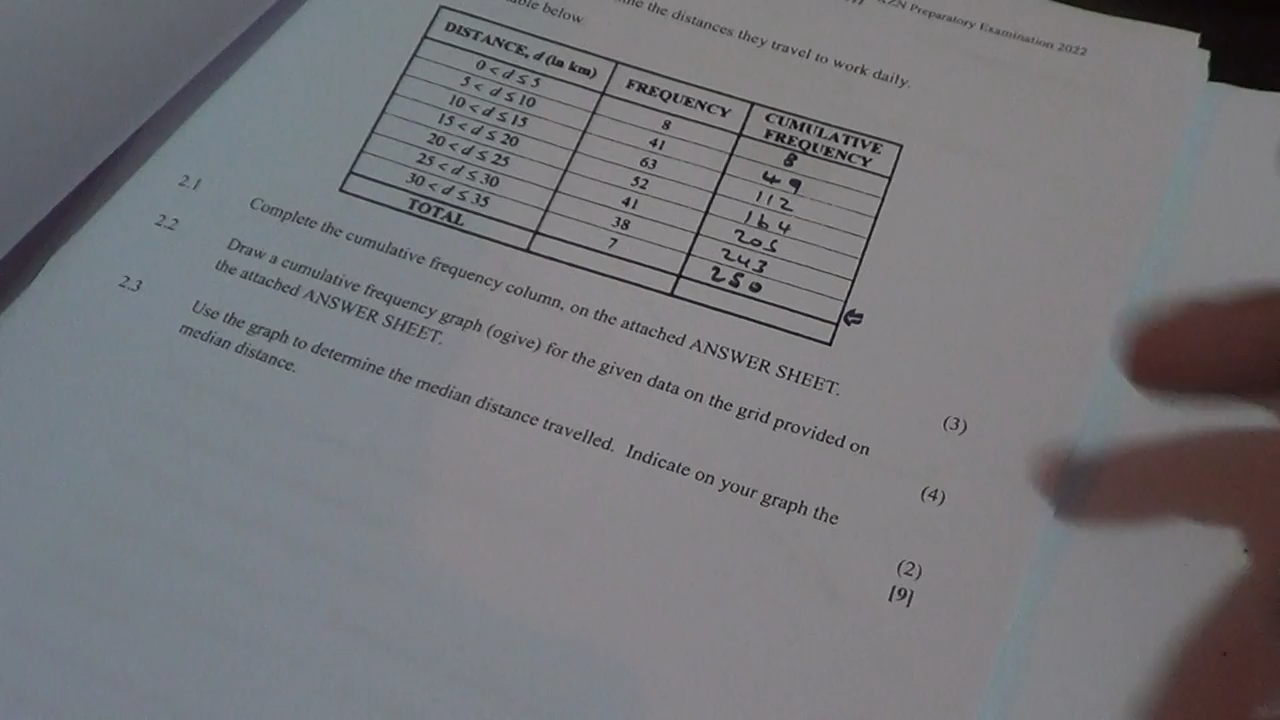 KZN Preparatory Examination 2022
the distances they travel to work daily.
below
DISTANCE, d (in km) FREQUENCY CUMULATIVE FREQUENCY
0 < d ≤ 5 8 8
5 < d ≤ 10 41 49
10 < d ≤ 15 63 112
15 < d ≤ 20 52 164
20 < d ≤ 25 41 205
25 < d ≤ 30 38 243
30 < d ≤ 35 7 250
TOTAL
2.1 Complete the cumulative frequency column, on the attached ANSWER SHEET. (3)
2.2 Draw a cumulative frequency graph (ogive) for the given data on the grid provided on
the attached ANSWER SHEET. (4)
2.3 Use the graph to determine the median distance travelled. Indicate on your graph the
median distance. (2)
[9]